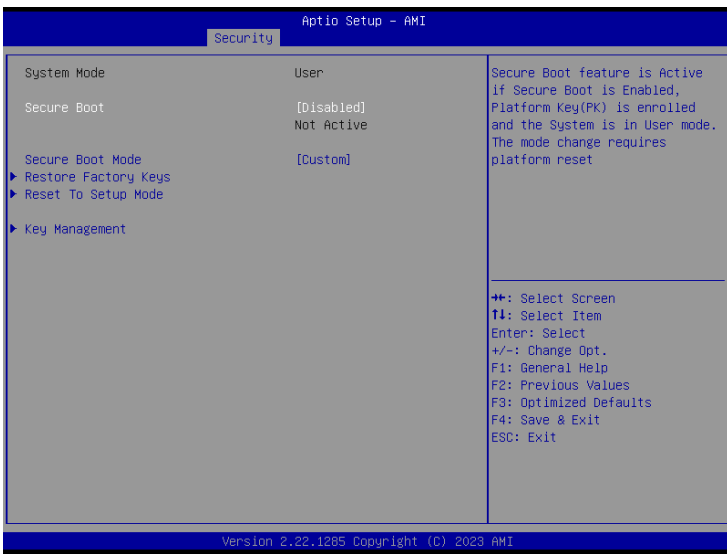 Aptio Setup – AMI
Security
System Mode User
Secure Boot [Disabled]
Not Active
Secure Boot Mode [Custom]
▶ Restore Factory Keys
▶ Reset To Setup Mode
▶ Key Management
Secure Boot feature is Active
if Secure Boot is Enabled,
Platform Key(PK) is enrolled
and the System is in User mode.
The mode change requires
platform reset
→←: Select Screen
↑↓: Select Item
Enter: Select
+/-: Change Opt.
F1: General Help
F2: Previous Values
F3: Optimized Defaults
F4: Save & Exit
ESC: Exit
Version 2.22.1285 Copyright (C) 2023 AMI